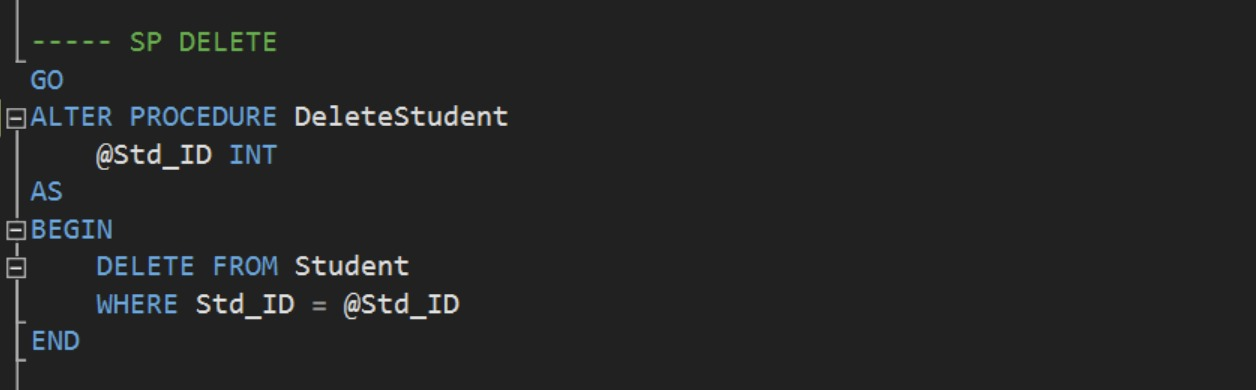 ----- SP DELETE
GO
ALTER PROCEDURE DeleteStudent
    @Std_ID INT
AS
BEGIN
    DELETE FROM Student
    WHERE Std_ID = @Std_ID
END